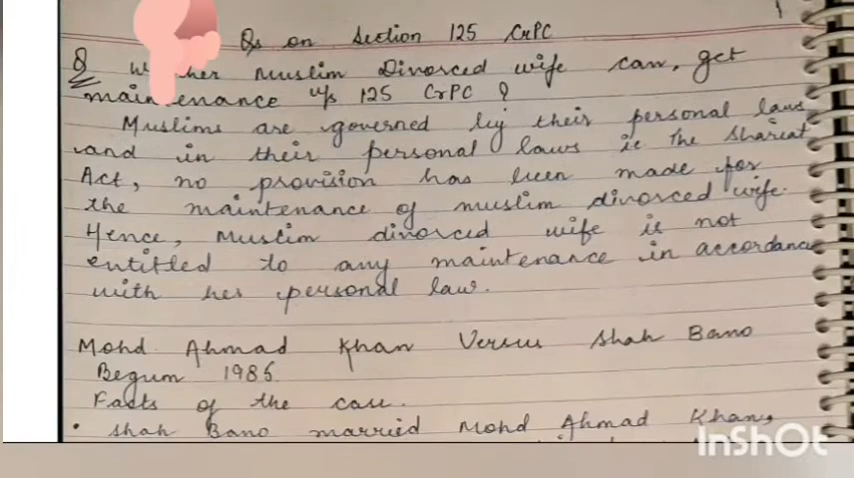 Qs on Section 125 CrPC
1
Q Whether Muslim Divorced wife can, get
maintenance u/s 125 CrPC ?
Muslims are governed by their personal laws
and in their personal laws ie the Shariat
Act, no provision has been made for
the maintenance of muslim divorced wife.
Hence, Muslim divorced wife is not
entitled to any maintenance in accordance
with her personal law.
Mohd Ahmad Khan Versus Shah Bano
Begum 1985
Facts of the case.
• Shah Bano married Mohd Ahmad Khan,
InShOt